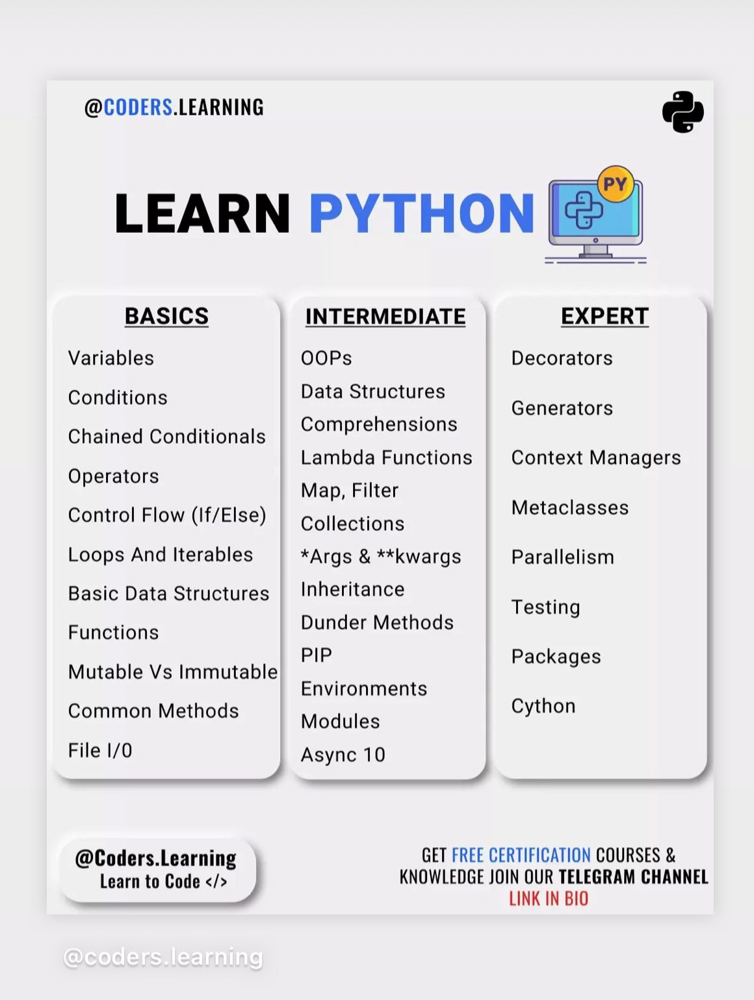 @CODERS.LEARNING
LEARN PYTHON
PY
BASICS
Variables
Conditions
Chained Conditionals
Operators
Control Flow (If/Else)
Loops And Iterables
Basic Data Structures
Functions
Mutable Vs Immutable
Common Methods
File I/0
INTERMEDIATE
OOPs
Data Structures
Comprehensions
Lambda Functions
Map, Filter
Collections
*Args & **kwargs
Inheritance
Dunder Methods
PIP
Environments
Modules
Async 10
EXPERT
Decorators
Generators
Context Managers
Metaclasses
Parallelism
Testing
Packages
Cython
@Coders.Learning
Learn to Code </>
GET FREE CERTIFICATION COURSES &
KNOWLEDGE JOIN OUR TELEGRAM CHANNEL
LINK IN BIO
@coders.learning